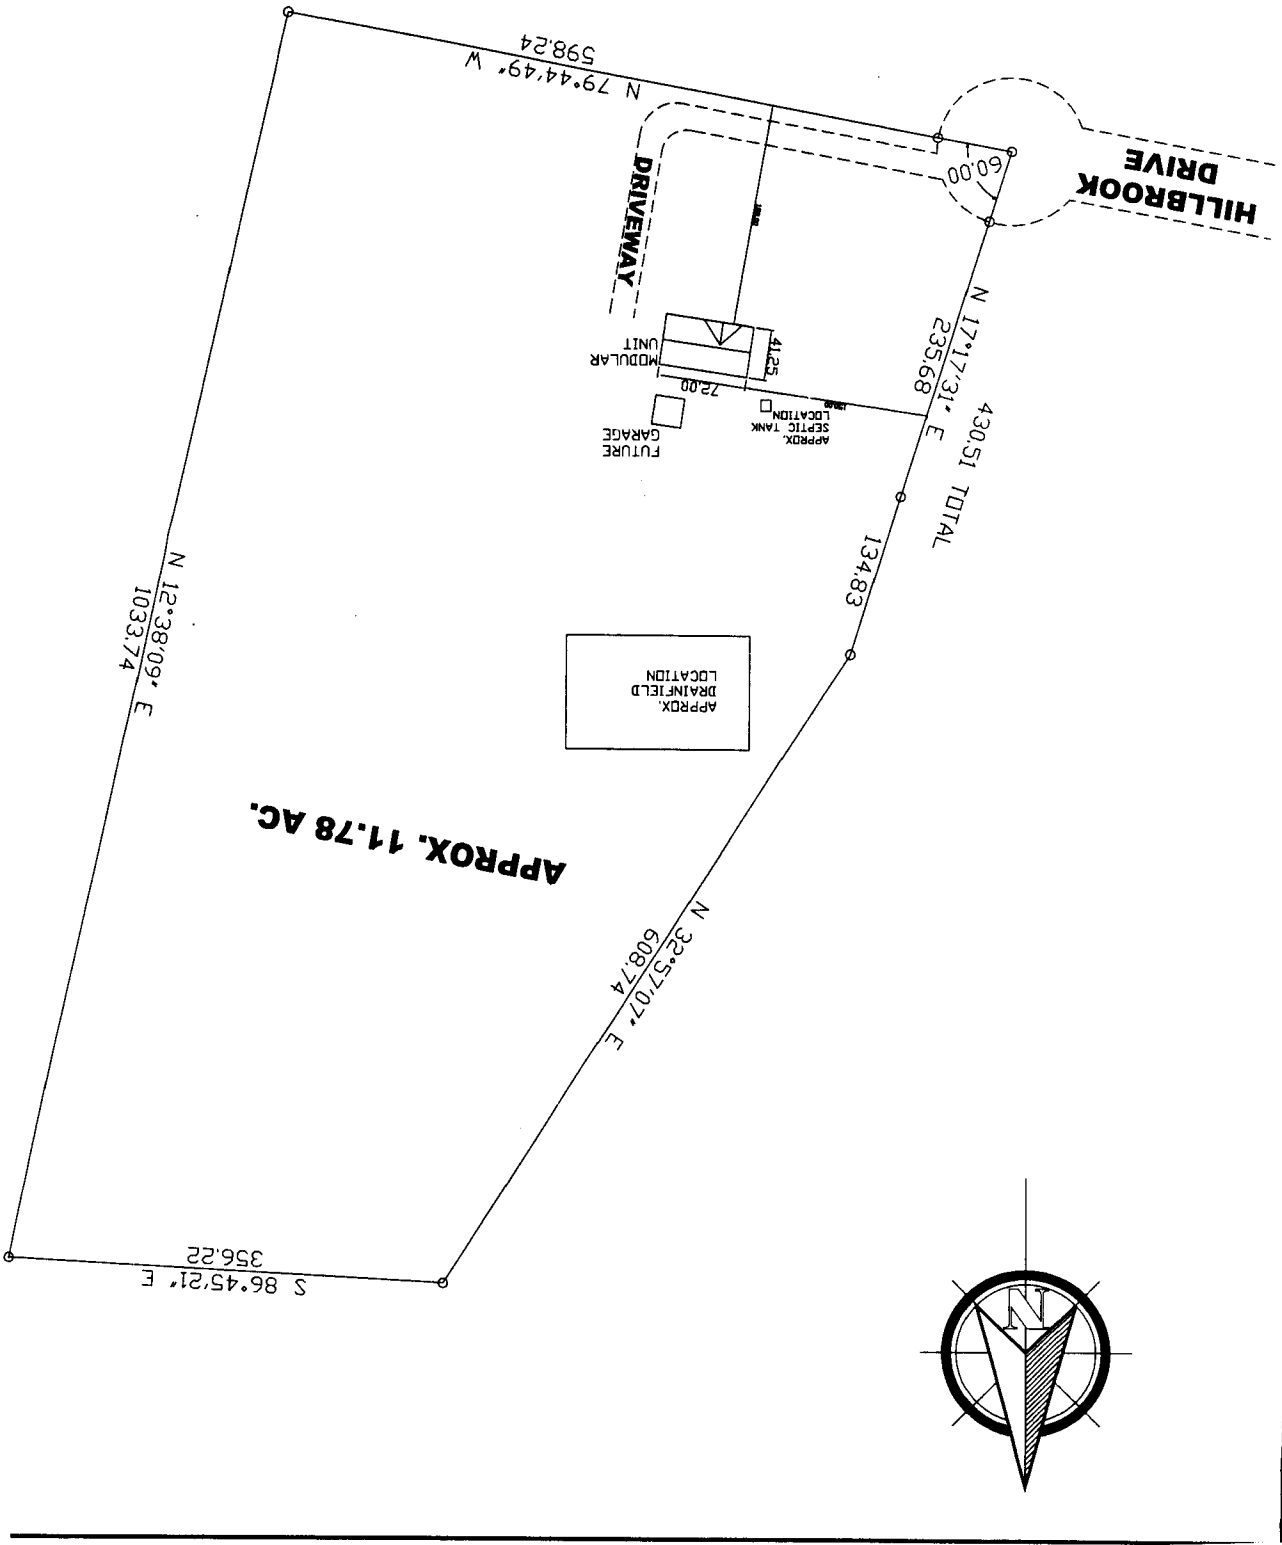 S 86°45'21" E
356.22
N 32°57'07" E
608.74
APPROX. 11.78 AC.
N 12°38'09" E
1033.74
APPROX.
DRAINFIELD
LOCATION
134.83
430.51 TOTAL
N 17°17'31" E
235.68
FUTURE
GARAGE
APPROX.
SEPTIC TANK
LOCATION
72.00
41.25
MODULAR
UNIT
DRIVEWAY
HILLBROOK
DRIVE
60.00
N 79°44'49" W
598.24
N